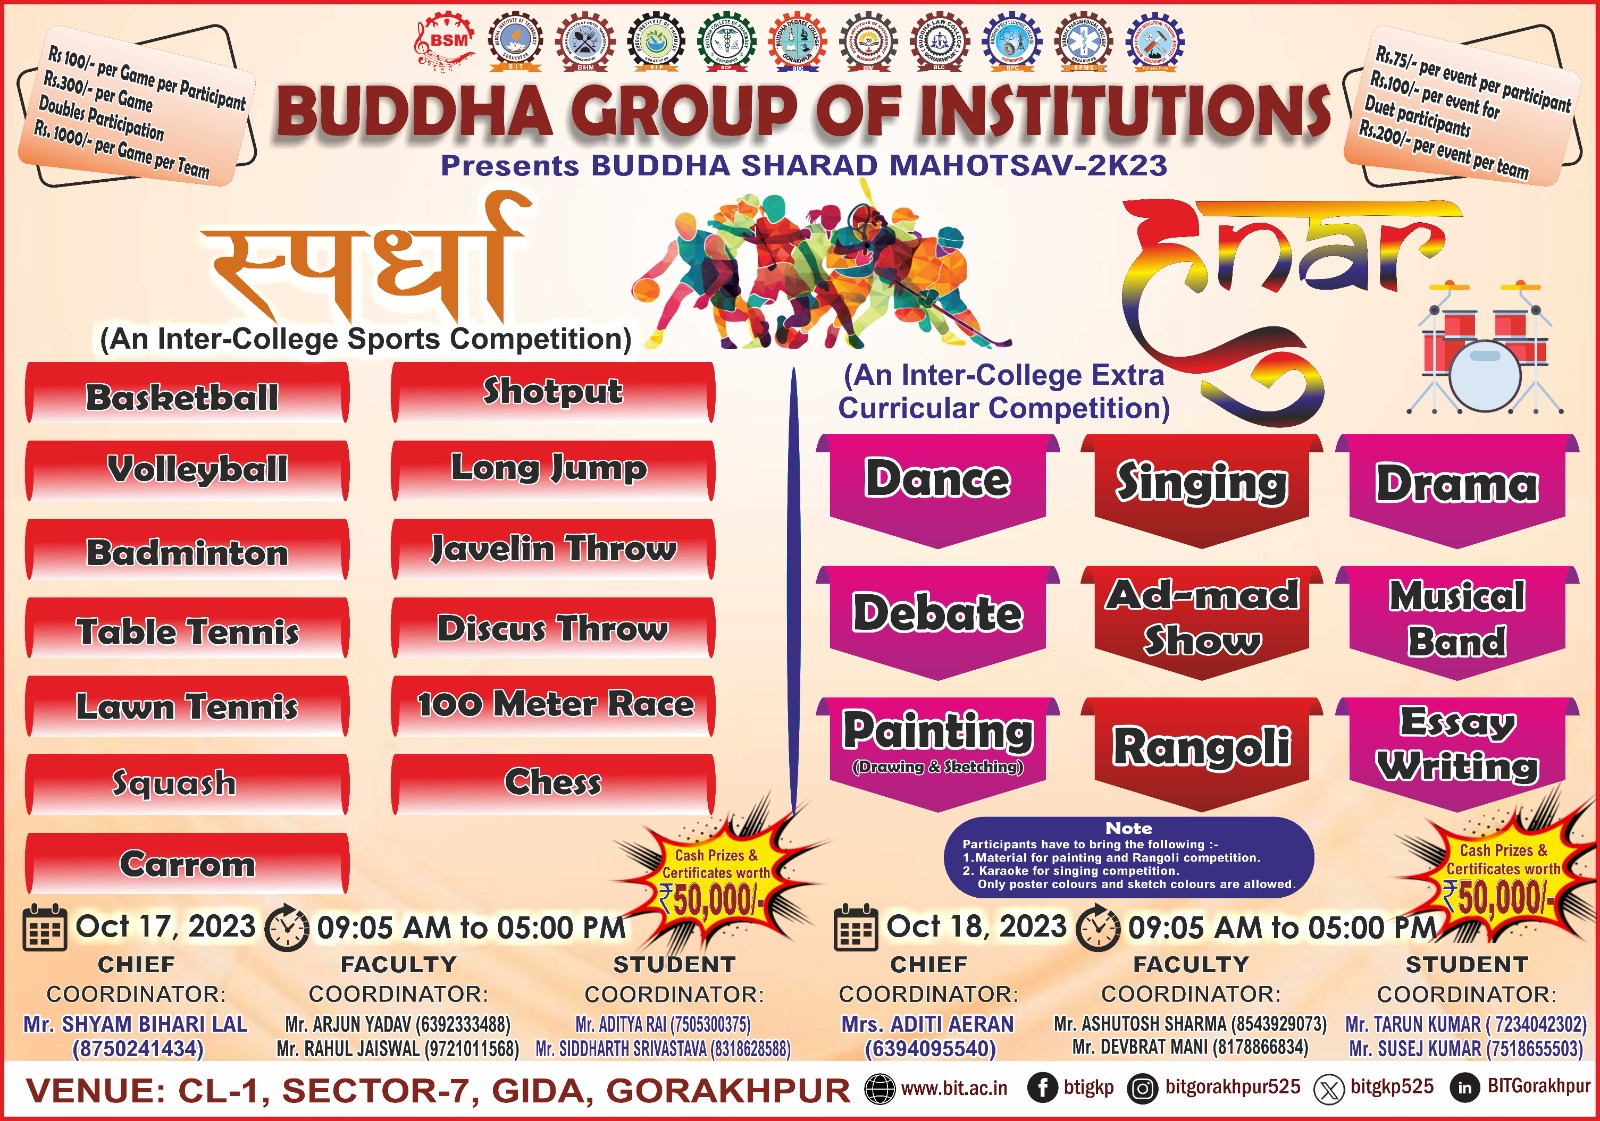 BSM
Rs 100/- per Game per Participant
Rs.300/- per Game
Doubles Participation
Rs. 1000/- per Game per Team
BUDDHA GROUP OF INSTITUTIONS
Presents BUDDHA SHARAD MAHOTSAV-2K23
Rs.75/- per event per participant
Rs.100/- per event for
Duet participants
Rs.200/- per event per team
स्पर्धा
(An Inter-College Sports Competition)
Basketball
Shotput
Volleyball
Long Jump
Badminton
Javelin Throw
Table Tennis
Discus Throw
Lawn Tennis
100 Meter Race
Squash
Chess
Carrom
Cash Prizes &
Certificates worth
₹50,000/-
Oct 17, 2023
09:05 AM to 05:00 PM
CHIEF
COORDINATOR:
Mr. SHYAM BIHARI LAL
(8750241434)
FACULTY
COORDINATOR:
Mr. ARJUN YADAV (6392333488)
Mr. RAHUL JAISWAL (9721011568)
STUDENT
COORDINATOR:
Mr. ADITYA RAI (7505300375)
Mr. SIDDHARTH SRIVASTAVA (8318628588)
हुnar
(An Inter-College Extra
Curricular Competition)
Dance
Singing
Drama
Debate
Ad-mad
Show
Musical
Band
Painting
(Drawing & Sketching)
Rangoli
Essay
Writing
Note
Participants have to bring the following :-
1.Material for painting and Rangoli competition.
2. Karaoke for singing competition.
Only poster colours and sketch colours are allowed.
Cash Prizes &
Certificates worth
₹50,000/-
Oct 18, 2023
09:05 AM to 05:00 PM
CHIEF
COORDINATOR:
Mrs. ADITI AERAN
(6394095540)
FACULTY
COORDINATOR:
Mr. ASHUTOSH SHARMA (8543929073)
Mr. DEVBRAT MANI (8178866834)
STUDENT
COORDINATOR:
Mr. TARUN KUMAR ( 7234042302)
Mr. SUSEJ KUMAR (7518655503)
VENUE: CL-1, SECTOR-7, GIDA, GORAKHPUR
www.bit.ac.in
btigkp
bitgorakhpur525
bitgkp525
BITGorakhpur